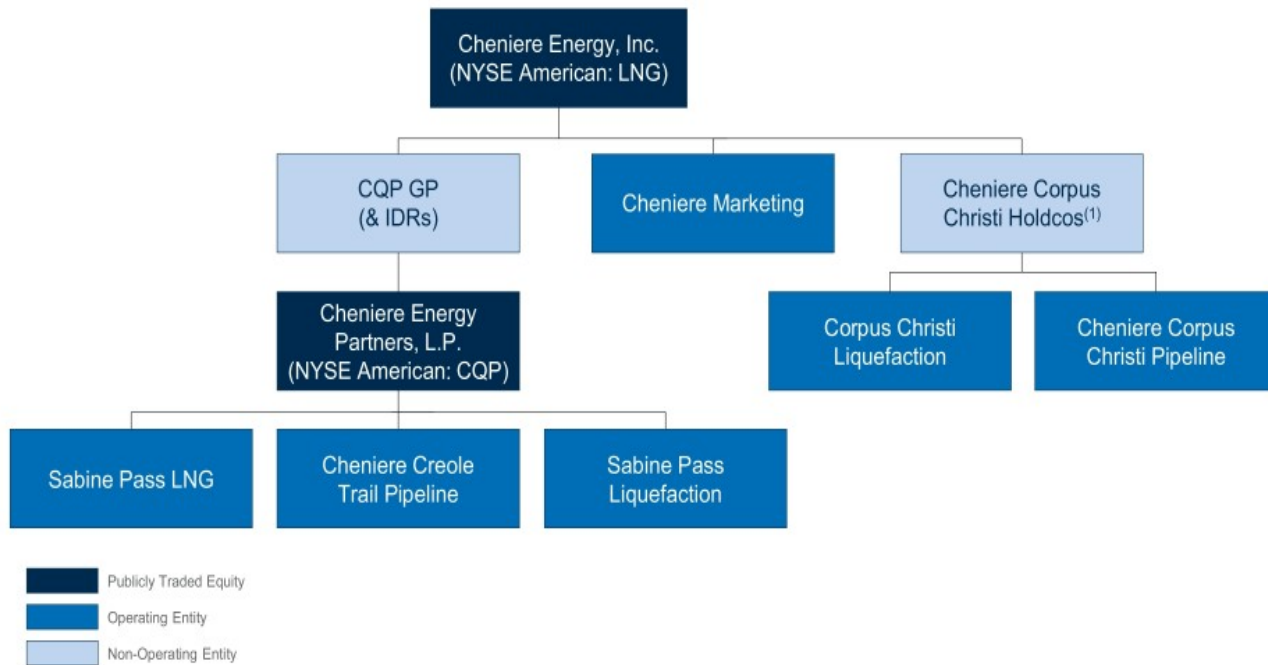 Cheniere Energy, Inc.
(NYSE American: LNG)
CQP GP
(& IDRs)
Cheniere Marketing
Cheniere Corpus
Christi Holdcos(1)
Cheniere Energy
Partners, L.P.
(NYSE American: CQP)
Corpus Christi
Liquefaction
Cheniere Corpus
Christi Pipeline
Sabine Pass LNG
Cheniere Creole
Trail Pipeline
Sabine Pass
Liquefaction
Publicly Traded Equity
Operating Entity
Non-Operating Entity